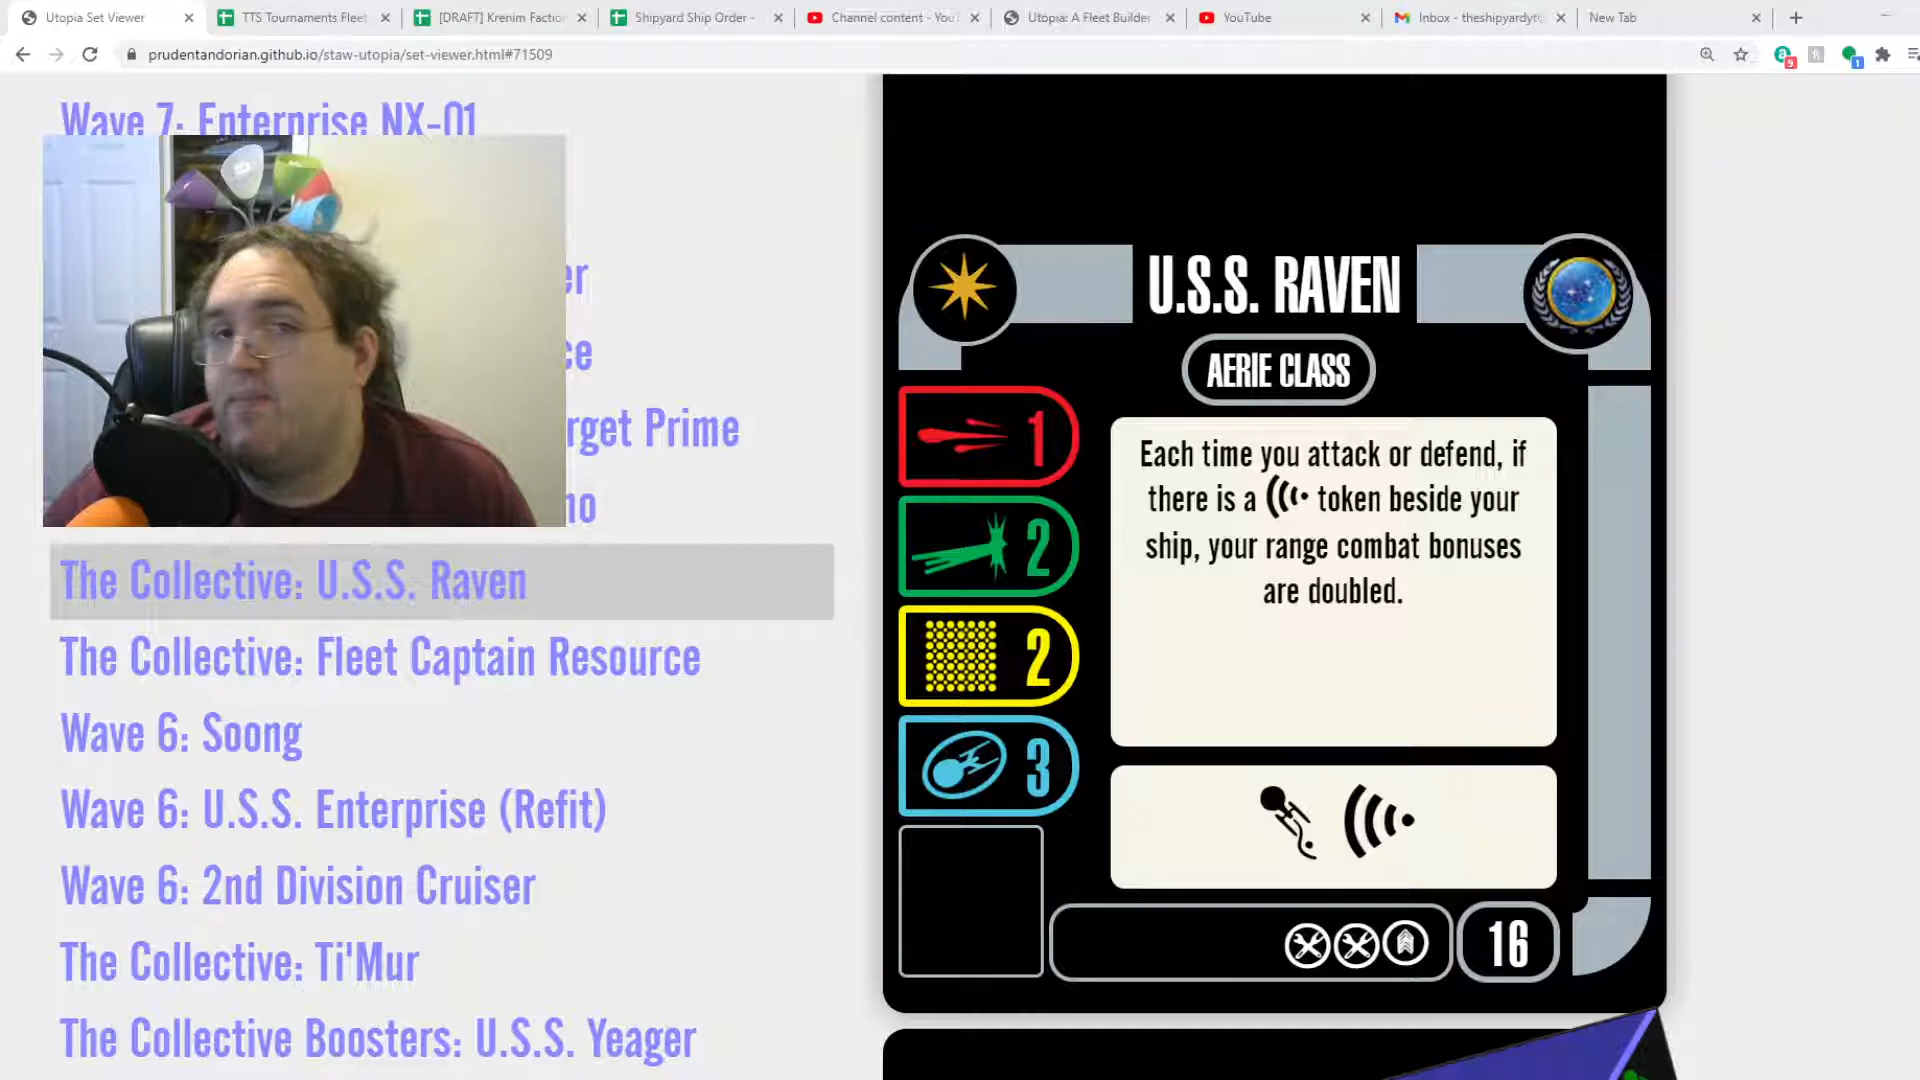 Utopia Set Viewer
TTS Tournaments Fleet
[DRAFT] Krenim Factio
Shipyard Ship Order -
Channel content - You
Utopia: A Fleet Builder
YouTube
Inbox - theshipyardyt
New Tab
prudentandorian.github.io/staw-utopia/set-viewer.html#71509
9
1
Wave 7: Enterprise NX-01
er
ce
rget Prime
no
The Collective: U.S.S. Raven
The Collective: Fleet Captain Resource
Wave 6: Soong
Wave 6: U.S.S. Enterprise (Refit)
Wave 6: 2nd Division Cruiser
The Collective: Ti'Mur
The Collective Boosters: U.S.S. Yeager
U.S.S. RAVEN
AERIE CLASS
1
2
2
3
Each time you attack or defend, if
there is a token beside your
ship, your range combat bonuses
are doubled.
16